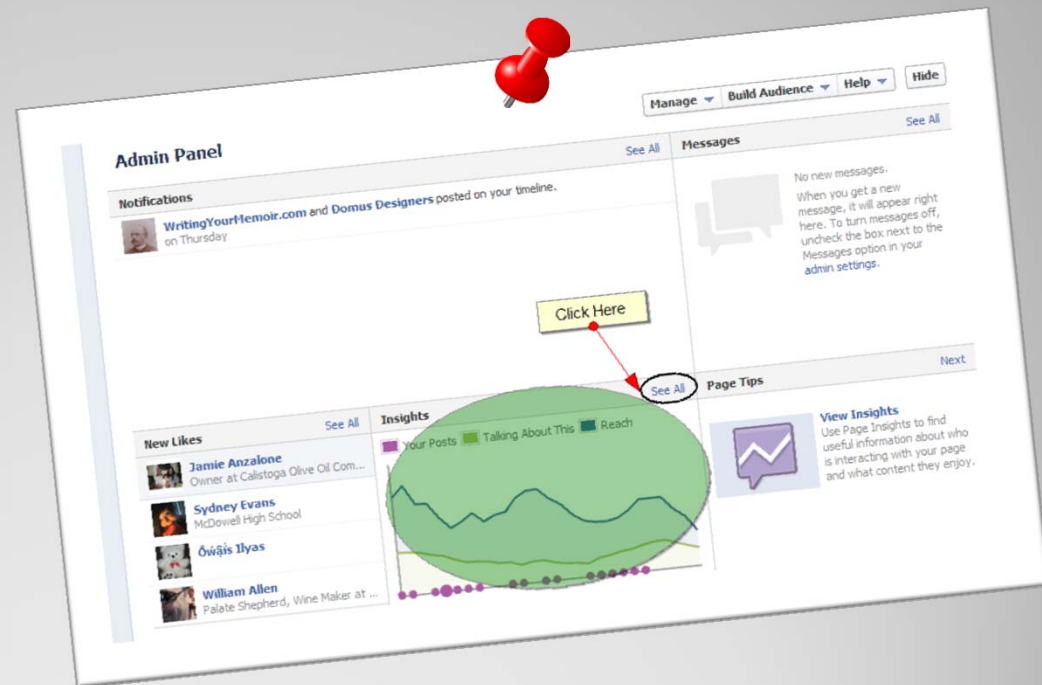 Manage Build Audience Help Hide
Admin Panel
Notifications See All
WritingYourMemoir.com and Domus Designers posted on your timeline.
on Thursday
Messages See All
No new messages.
When you get a new
message, it will appear right
here. To turn messages off,
uncheck the box next to the
Messages option in your
admin settings.
Click Here
New Likes See All
Jamie Anzalone
Owner at Calistoga Olive Oil Com...
Sydney Evans
McDowell High School
William Allen
Palate Shepherd, Wine Maker at ...
Insights See All
Your Posts Talking About This Reach
Page Tips Next
View Insights
Use Page Insights to find
useful information about who
is interacting with your page
and what content they enjoy.